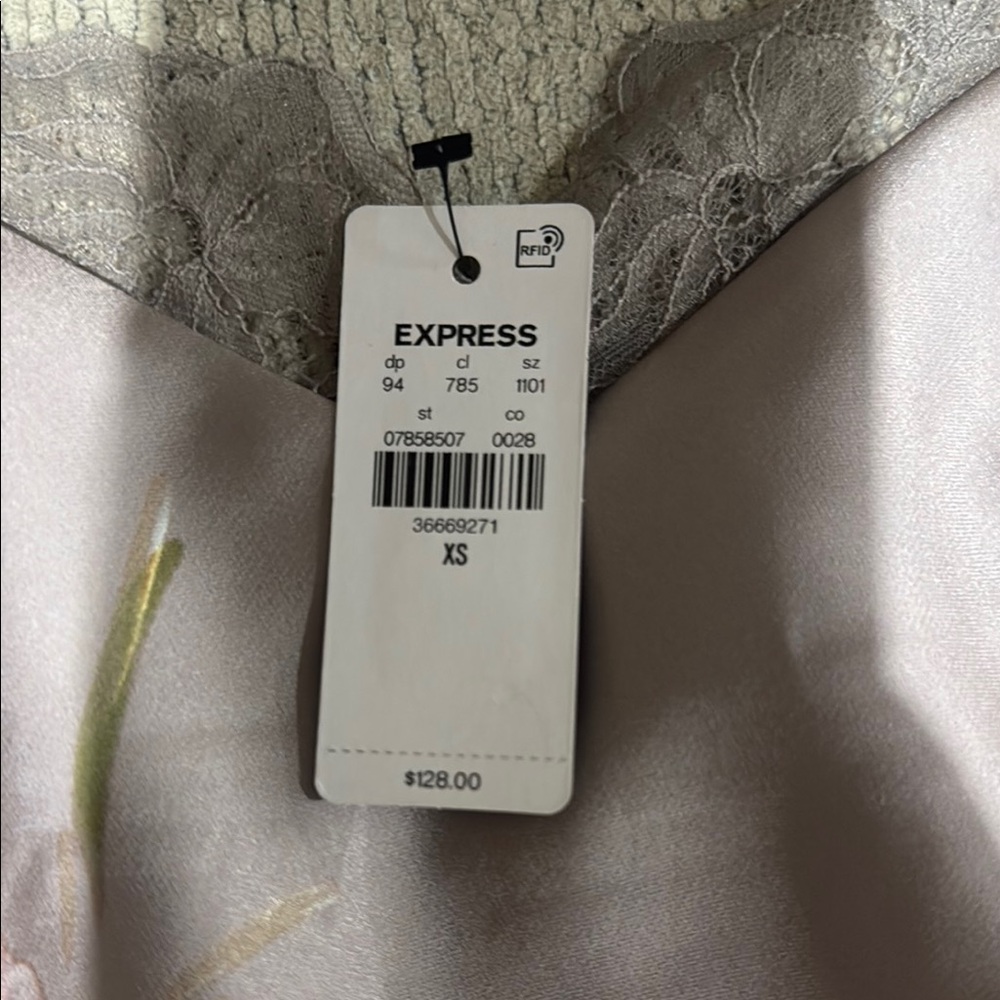 RFID
EXPRESS
dp cl sz
94 785 1101
st co
07858507 0028
36669271
XS
$128.00